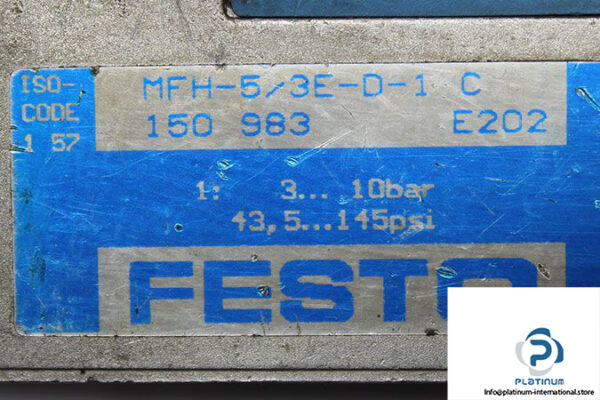 ISO-
CODE
1 57
MFH-5/3E-D-1 C
150 983 E202
1: 3... 10bar
43,5...145psi
FESTO
PLATINUM
Info@platinum-international.store